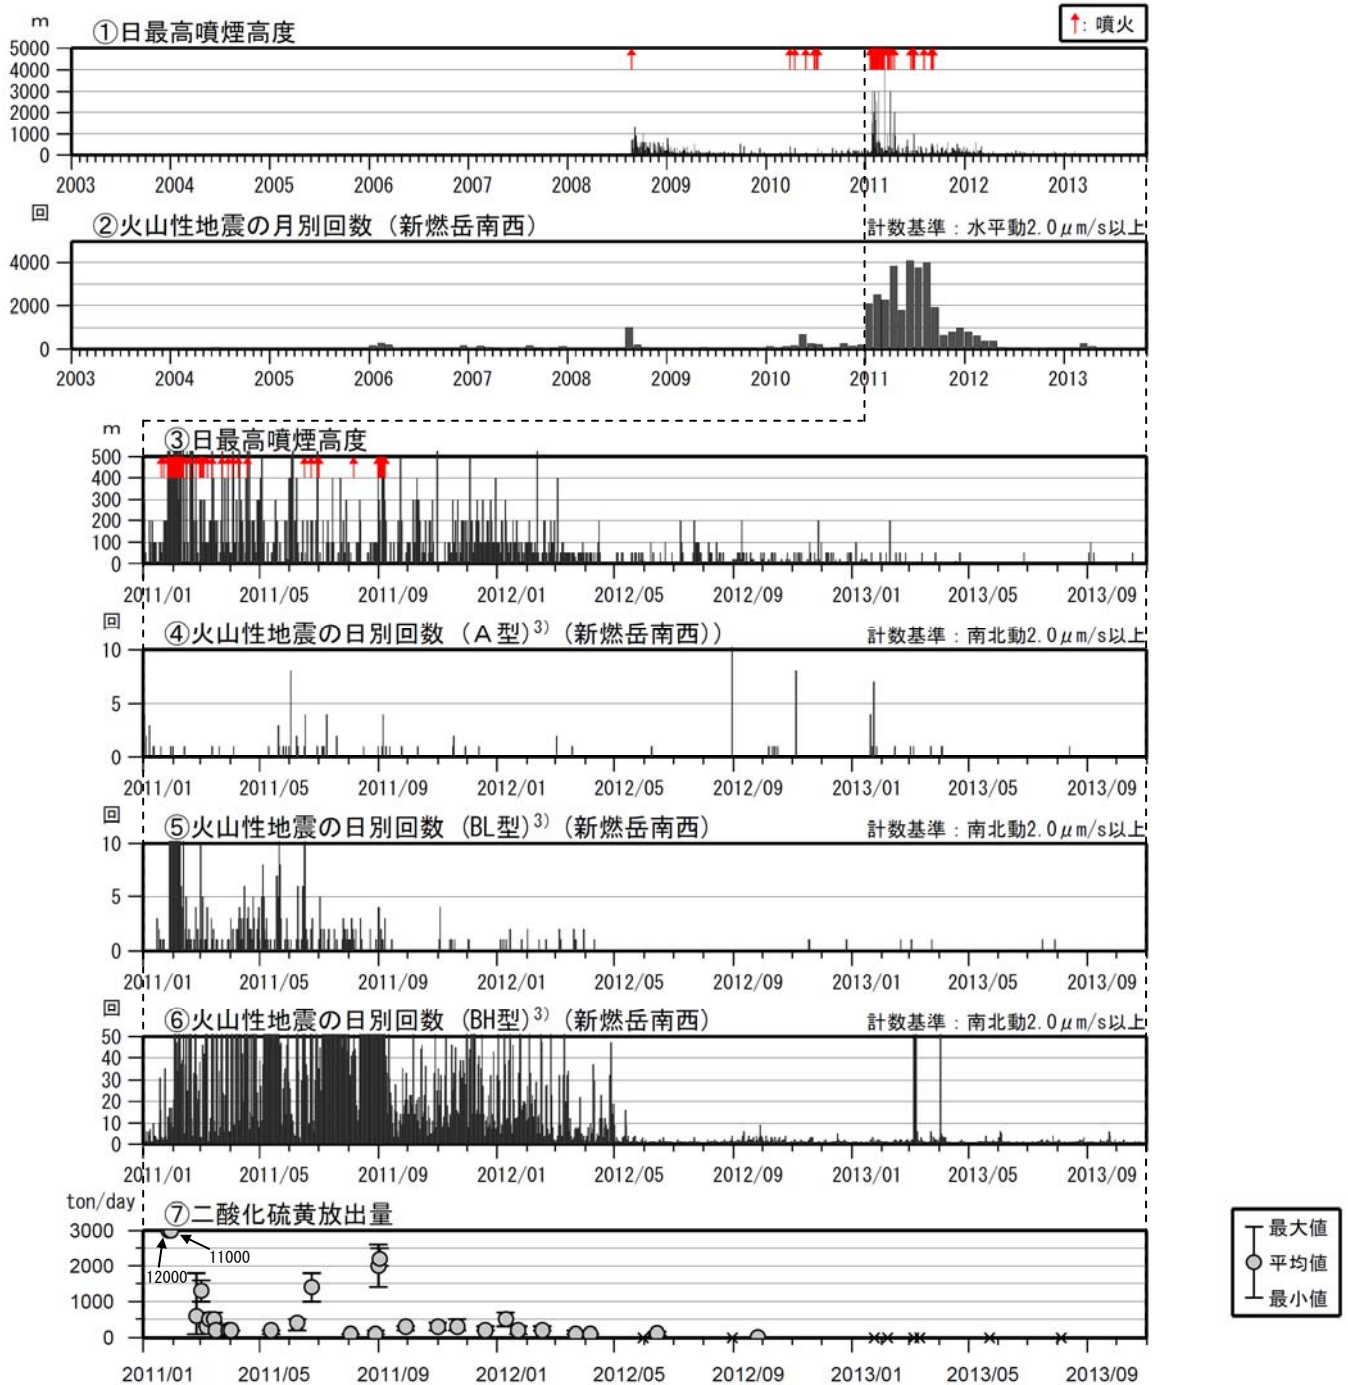 m ①日最高噴煙高度 ↑: 噴火
5000
4000
3000
2000
1000
0
2003 2004 2005 2006 2007 2008 2009 2010 2011 2012 2013
回 ②火山性地震の月別回数（新燃岳南西） 計数基準：水平動2.0μm/s以上
4000
2000
0
2003 2004 2005 2006 2007 2008 2009 2010 2011 2012 2013
m ③日最高噴煙高度
500
400
300
200
100
0
2011/01 2011/05 2011/09 2012/01 2012/05 2012/09 2013/01 2013/05 2013/09
回 ④火山性地震の日別回数（A型）3)（新燃岳南西)） 計数基準：南北動2.0μm/s以上
10
5
0
2011/01 2011/05 2011/09 2012/01 2012/05 2012/09 2013/01 2013/05 2013/09
回 ⑤火山性地震の日別回数（BL型）3)（新燃岳南西） 計数基準：南北動2.0μm/s以上
10
5
0
2011/01 2011/05 2011/09 2012/01 2012/05 2012/09 2013/01 2013/05 2013/09
回 ⑥火山性地震の日別回数（BH型）3)（新燃岳南西） 計数基準：南北動2.0μm/s以上
50
40
30
20
10
0
2011/01 2011/05 2011/09 2012/01 2012/05 2012/09 2013/01 2013/05 2013/09
ton/day ⑦二酸化硫黄放出量
3000
2000
1000
0
12000
11000
2011/01 2011/05 2011/09 2012/01 2012/05 2012/09 2013/01 2013/05 2013/09
最大値
平均値
最小値